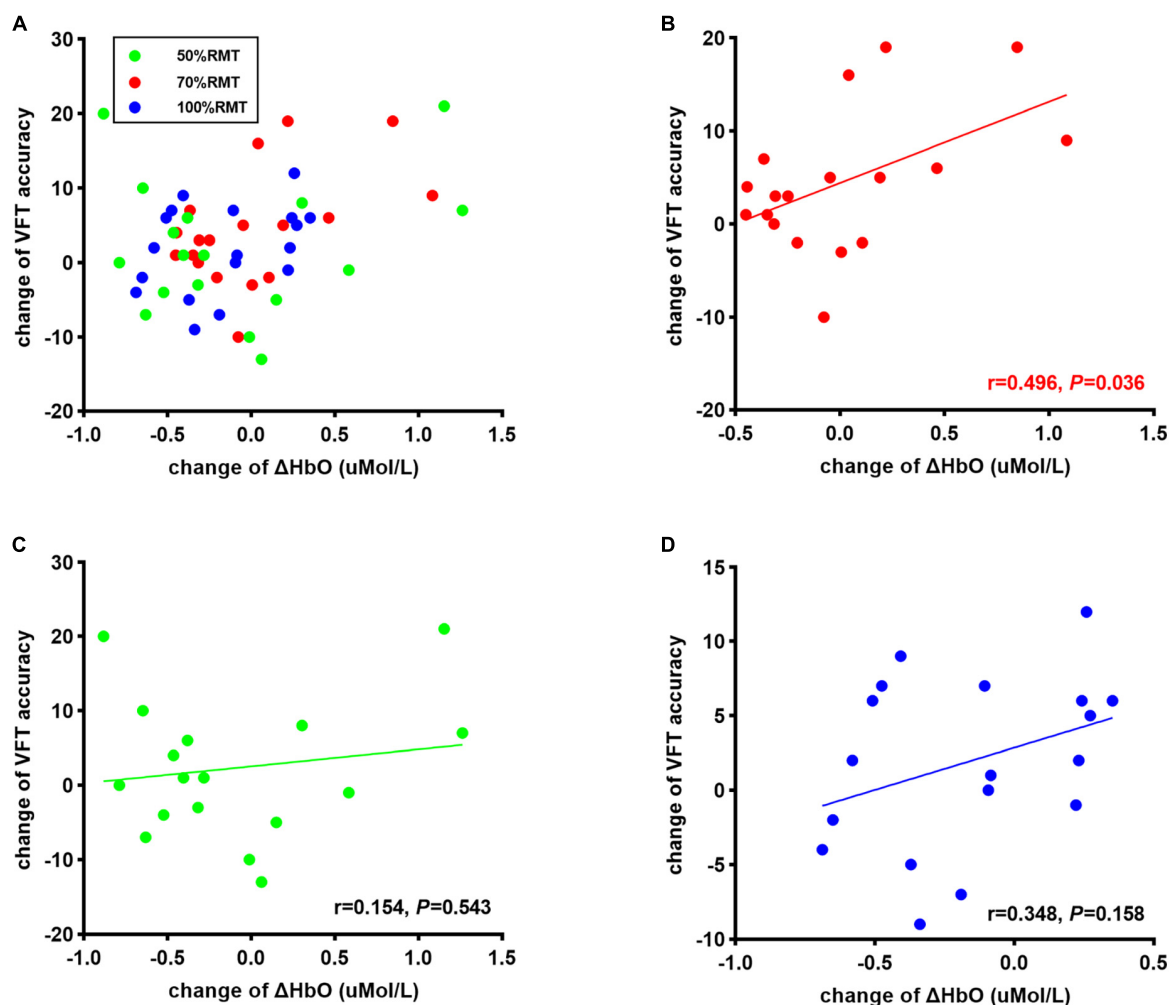 A
30
20
10
0
-10
-20
-1.0 -0.5 0.0 0.5 1.0 1.5
change of VFT accuracy
change of ΔHbO (uMol/L)
50%RMT
70%RMT
100%RMT
B
20
10
0
-10
-20
-0.5 0.0 0.5 1.0 1.5
change of VFT accuracy
change of ΔHbO (uMol/L)
r=0.496, P=0.036
C
30
20
10
0
-10
-20
-1.0 -0.5 0.0 0.5 1.0 1.5
change of VFT accuracy
change of ΔHbO (uMol/L)
r=0.154, P=0.543
D
15
10
5
0
-5
-10
-1.0 -0.5 0.0 0.5
change of VFT accuracy
change of ΔHbO (uMol/L)
r=0.348, P=0.158